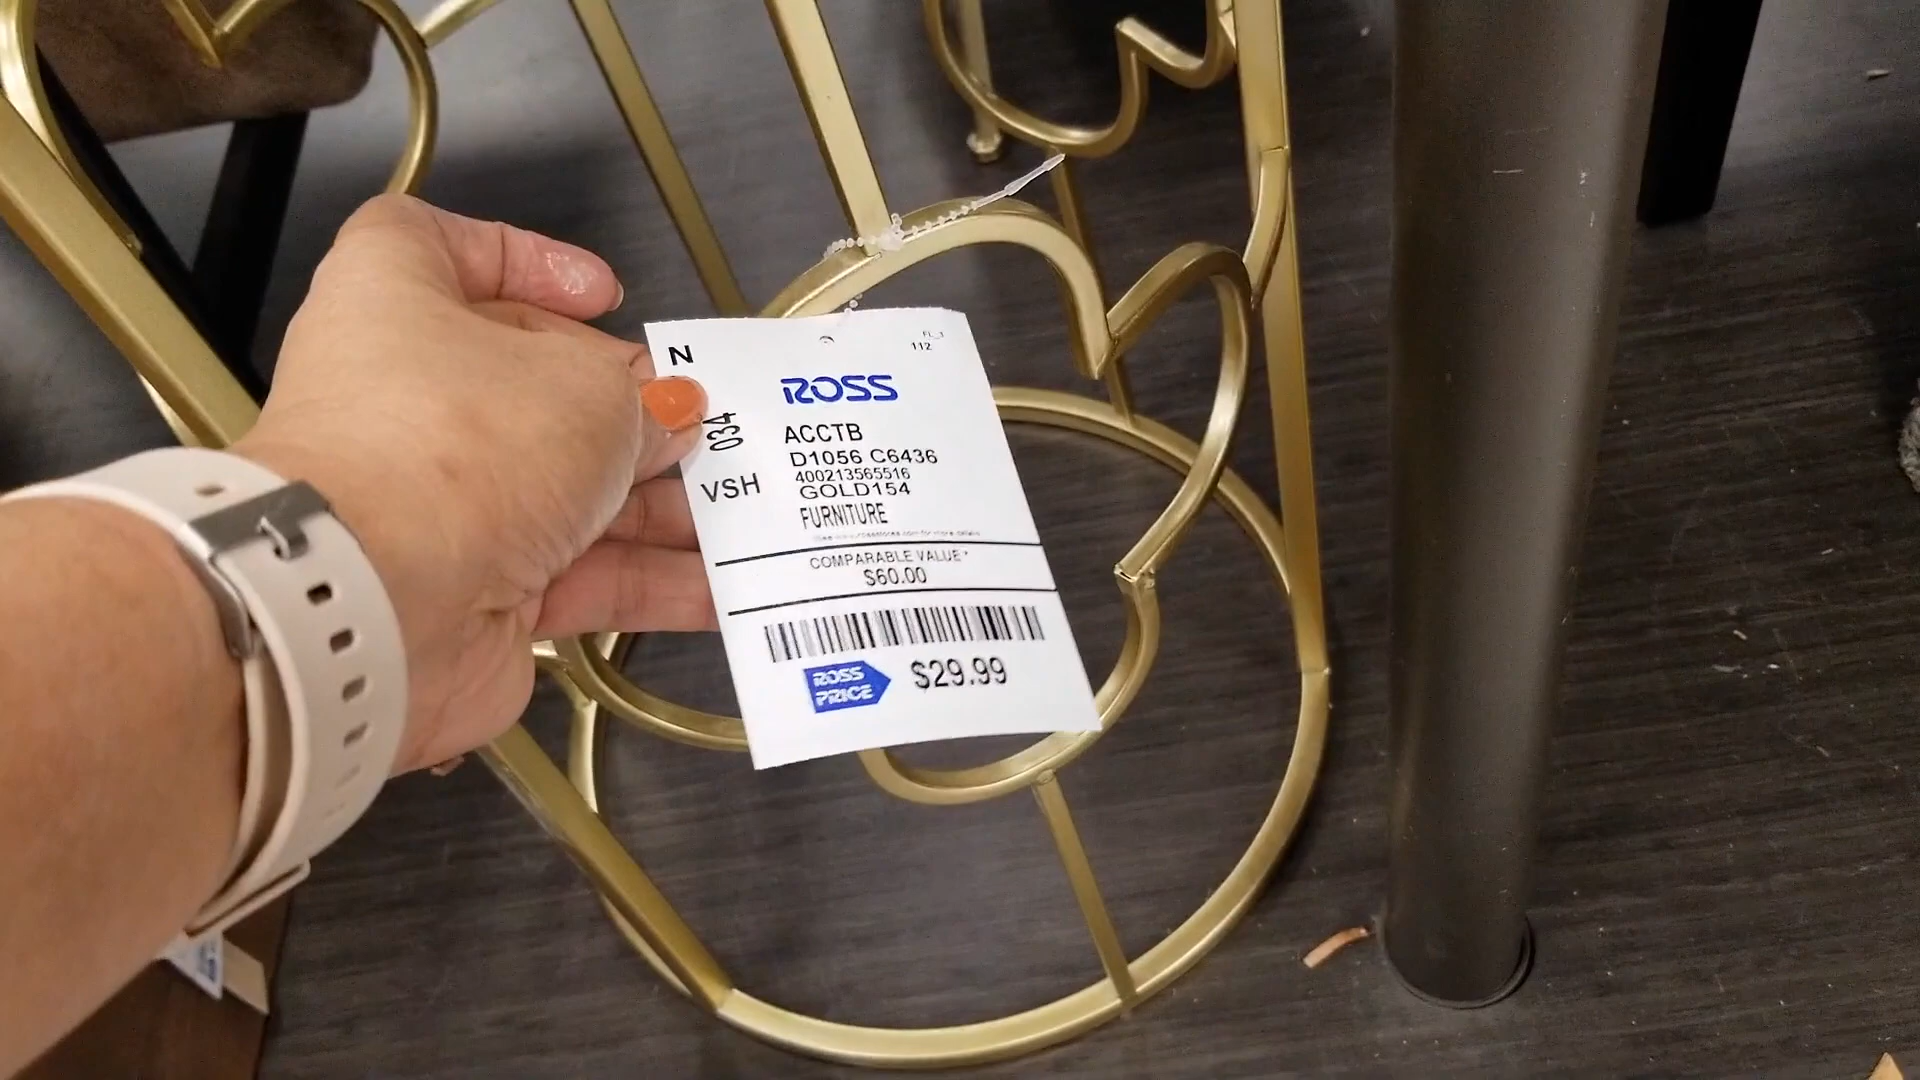 N
FL_1
112
ROSS
034
ACCTB
D1056 C6436
400213565516
VSH
GOLD154
FURNITURE
COMPARABLE VALUE*
$60.00
ROSS
PRICE
$29.99